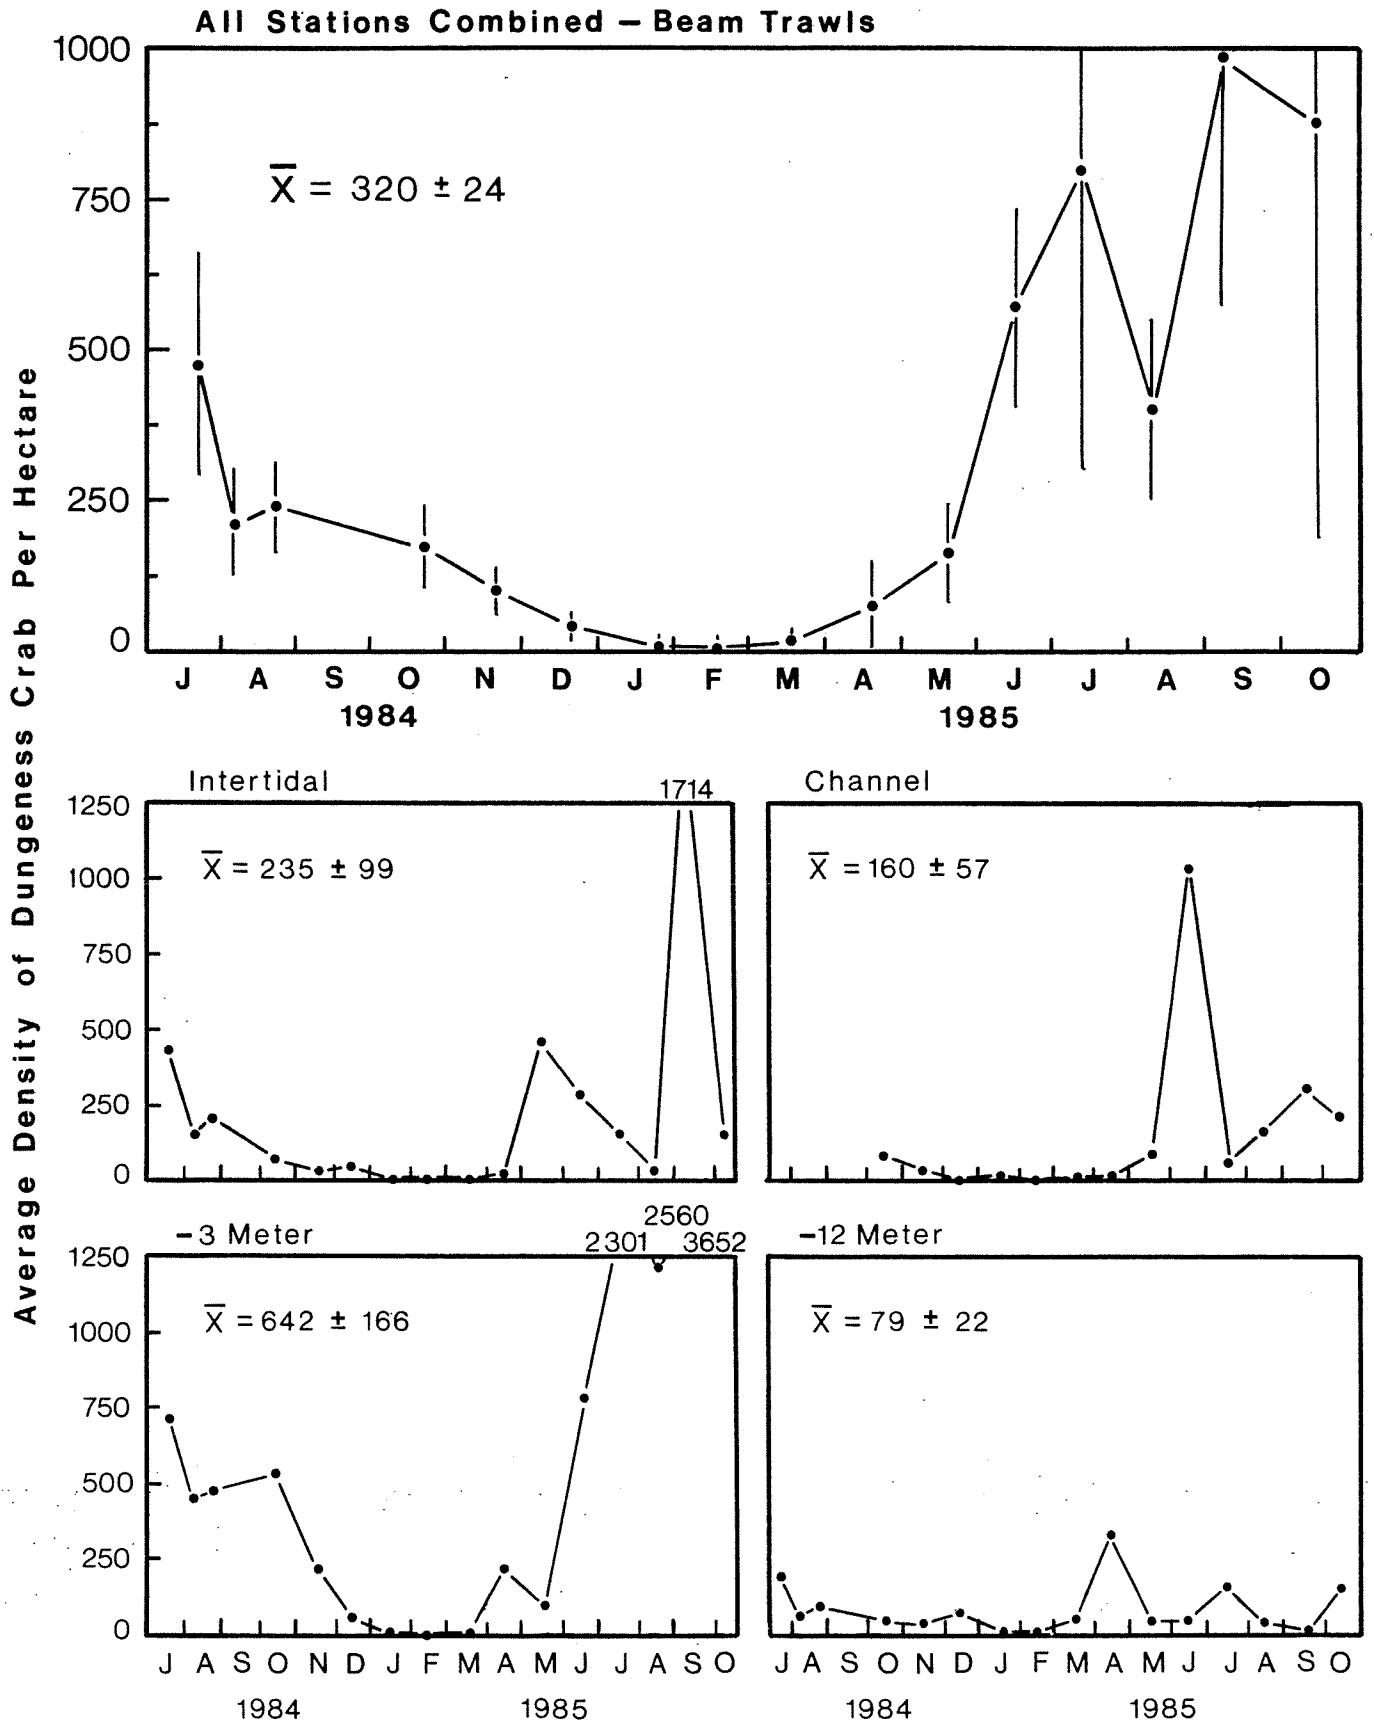 All Stations Combined – Beam Trawls
Average Density of Dungeness Crab Per Hectare
1000
750
500
250
0
X̄ = 320 ± 24
J A S O N D J F M A M J J A S O
1984 1985
Intertidal
1714
1250
1000
750
500
250
0
X̄ = 235 ± 99
Channel
X̄ = 160 ± 57
–3 Meter
2560
2301 3652
1250
1000
750
500
250
0
X̄ = 642 ± 166
J A S O N D J F M A M J J A S O
1984 1985
–12 Meter
X̄ = 79 ± 22
J A S O N D J F M A M J J A S O
1984 1985